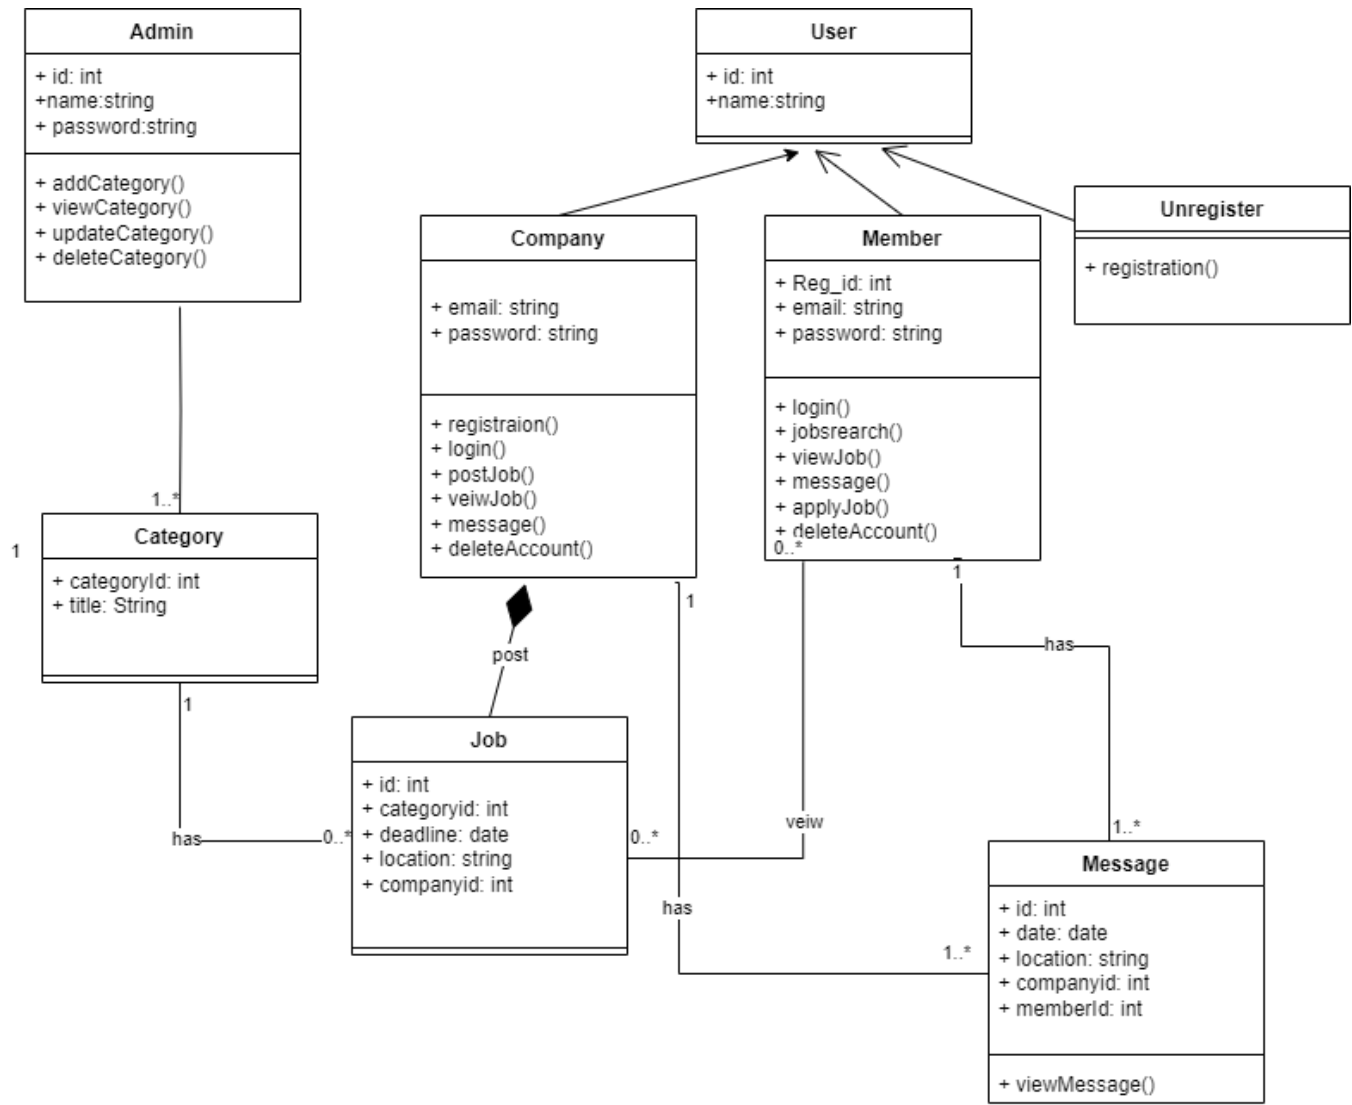 Admin
+ id: int
+name:string
+ password:string
+ addCategory()
+ viewCategory()
+ updateCategory()
+ deleteCategory()
User
+ id: int
+name:string
Company
+ email: string
+ password: string
+ registraion()
+ login()
+ postJob()
+ veiwJob()
+ message()
+ deleteAccount()
Member
+ Reg_id: int
+ email: string
+ password: string
+ login()
+ jobsrearch()
+ viewJob()
+ message()
+ applyJob()
+ deleteAccount()
0..*
Unregister
+ registration()
1..*
1
Category
+ categoryId: int
+ title: String
1
1
1
post
has
has
0..*
Job
+ id: int
+ categoryid: int
+ deadline: date
+ location: string
+ companyid: int
0..*
veiw
has
1..*
1..*
Message
+ id: int
+ date: date
+ location: string
+ companyid: int
+ memberId: int
+ viewMessage()